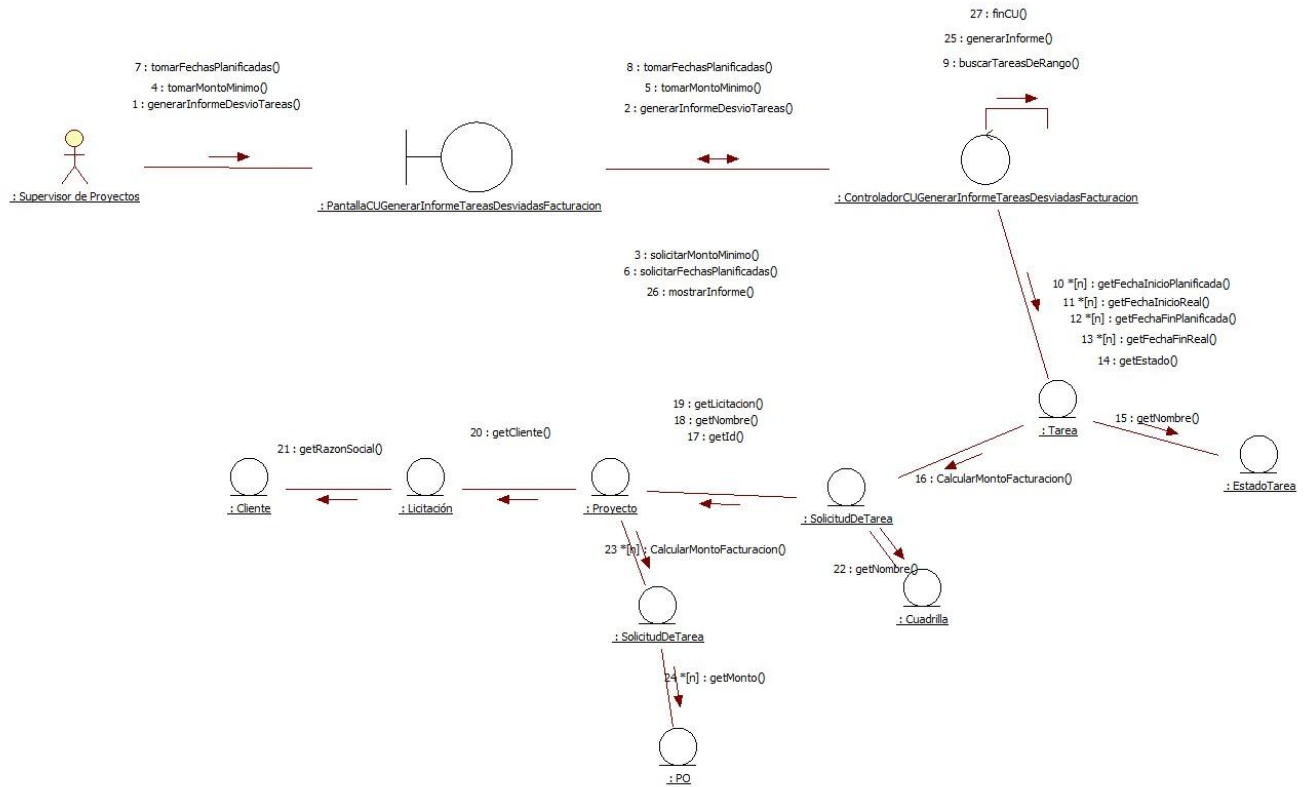 27 : finCU()
25 : generarInforme()
9 : buscarTareasDeRango()
7 : tomarFechasPlanificadas()
4 : tomarMontoMinimo()
1 : generarInformeDesvioTareas()
8 : tomarFechasPlanificadas()
5 : tomarMontoMinimo()
2 : generarInformeDesvioTareas()
: Supervisor de Proyectos
: PantallaCUGenerarInformeTareasDesviadasFacturacion
: ControladorCUGenerarInformeTareasDesviadasFacturacion
3 : solicitarMontoMinimo()
6 : solicitarFechasPlanificadas()
26 : mostrarInforme()
10 *[n] : getFechaInicioPlanificada()
11 *[n] : getFechaInicioReal()
12 *[n] : getFechaFinPlanificada()
13 *[n] : getFechaFinReal()
14 : getEstado()
19 : getLicitacion()
18 : getNombre()
17 : getId()
20 : getCliente()
21 : getRazonSocial()
15 : getNombre()
: Tarea
16 : CalcularMontoFacturacion()
: EstadoTarea
: Cliente
: Licitación
: Proyecto
: SolicitudDeTarea
23 *[n] : CalcularMontoFacturacion()
22 : getNombre()
: Cuadrilla
: SolicitudDeTarea
24 *[n] : getMonto()
: PO